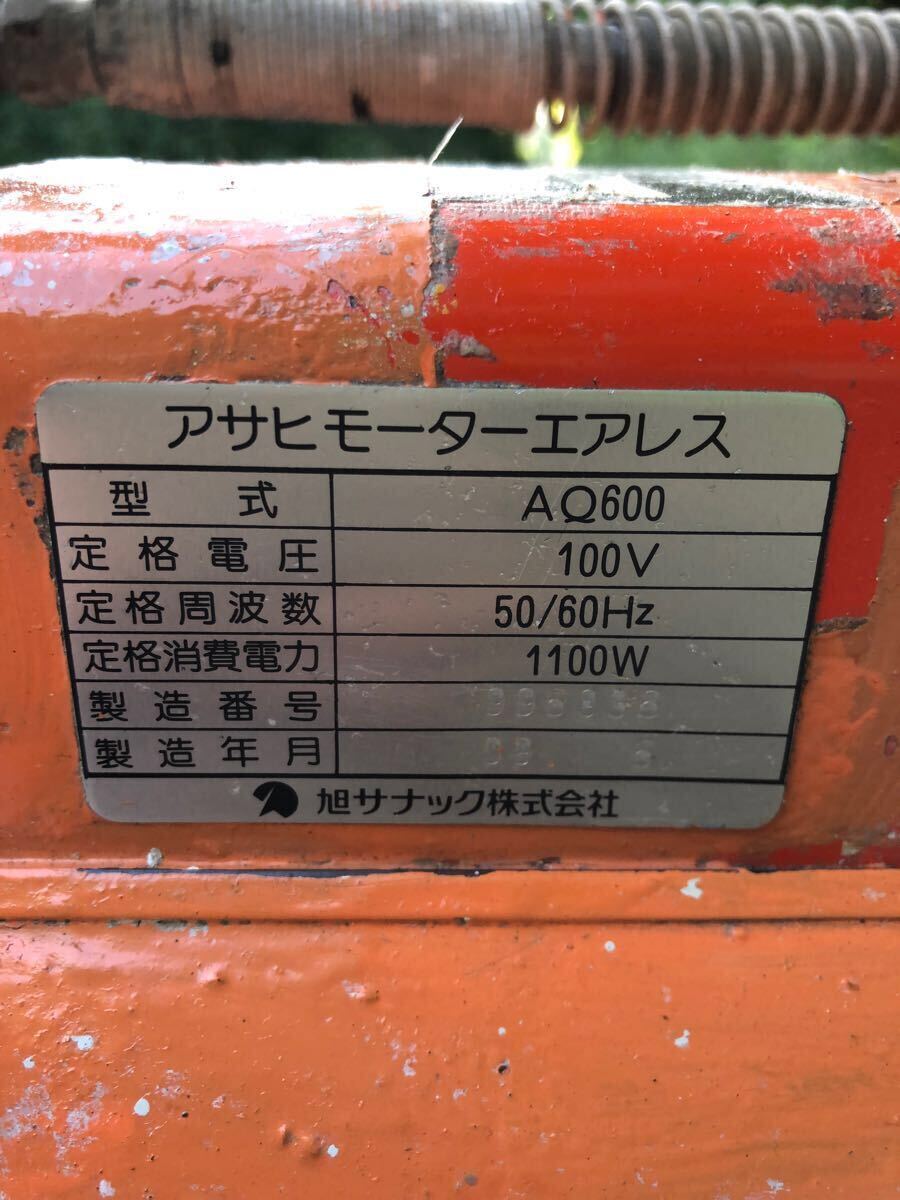 アサヒモーターエアレス
型式 AQ600
定格電圧 100V
定格周波数 50/60Hz
定格消費電力 1100W
製造番号
製造年月
旭サナック株式会社